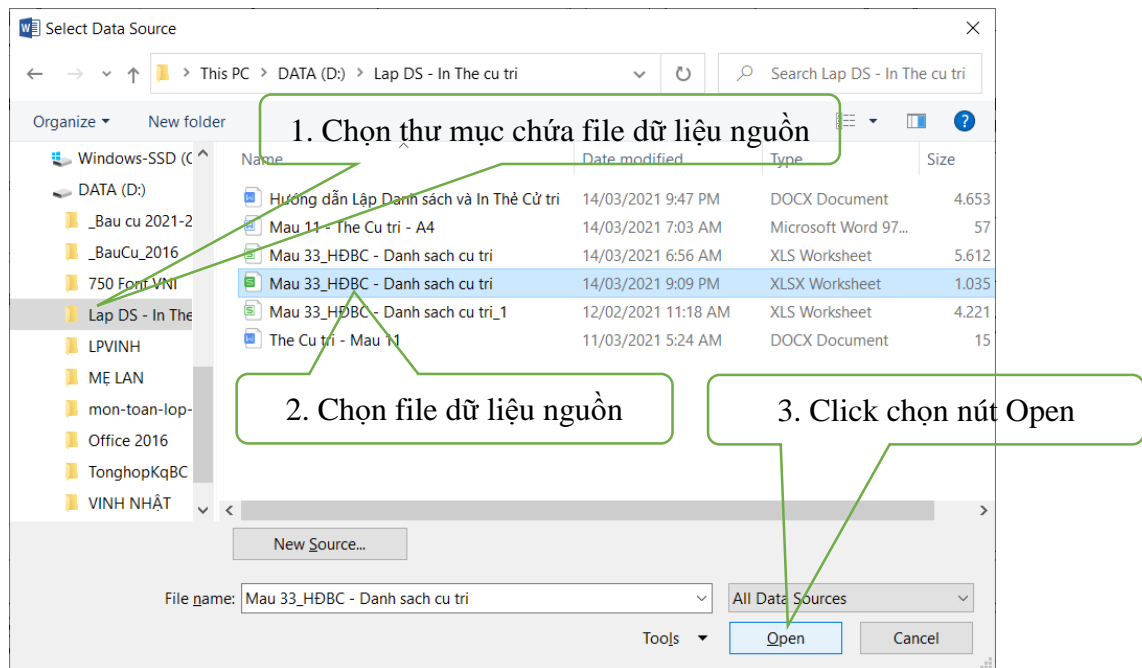 Select Data Source
This PC > DATA (D:) > Lap DS - In The cu tri
Search Lap DS - In The cu tri
Organize
New folder
1. Chọn thư mục chứa file dữ liệu nguồn
Windows-SSD (C
Name Date modified Type Size
DATA (D:)
Hướng dẫn Lập Danh sách và In Thẻ Cử tri 14/03/2021 9:47 PM DOCX Document 4.653
_Bau cu 2021-2
Mau 11 - The Cu tri - A4 14/03/2021 7:03 AM Microsoft Word 97... 57
_BauCu_2016
Mau 33_HĐBC - Danh sach cu tri 14/03/2021 6:56 AM XLS Worksheet 5.612
750 Font VNI
Mau 33_HĐBC - Danh sach cu tri 14/03/2021 9:09 PM XLSX Worksheet 1.035
Lap DS - In The
Mau 33_HĐBC - Danh sach cu tri_1 12/02/2021 11:18 AM XLS Worksheet 4.221
LPVINH
The Cu tri - Mau 11 11/03/2021 5:24 AM DOCX Document 15
MẸ LAN
mon-toan-lop-
2. Chọn file dữ liệu nguồn
3. Click chọn nút Open
Office 2016
TonghopKqBC
VINH NHẬT
New Source...
File name: Mau 33_HĐBC - Danh sach cu tri
All Data Sources
Tools
Open
Cancel